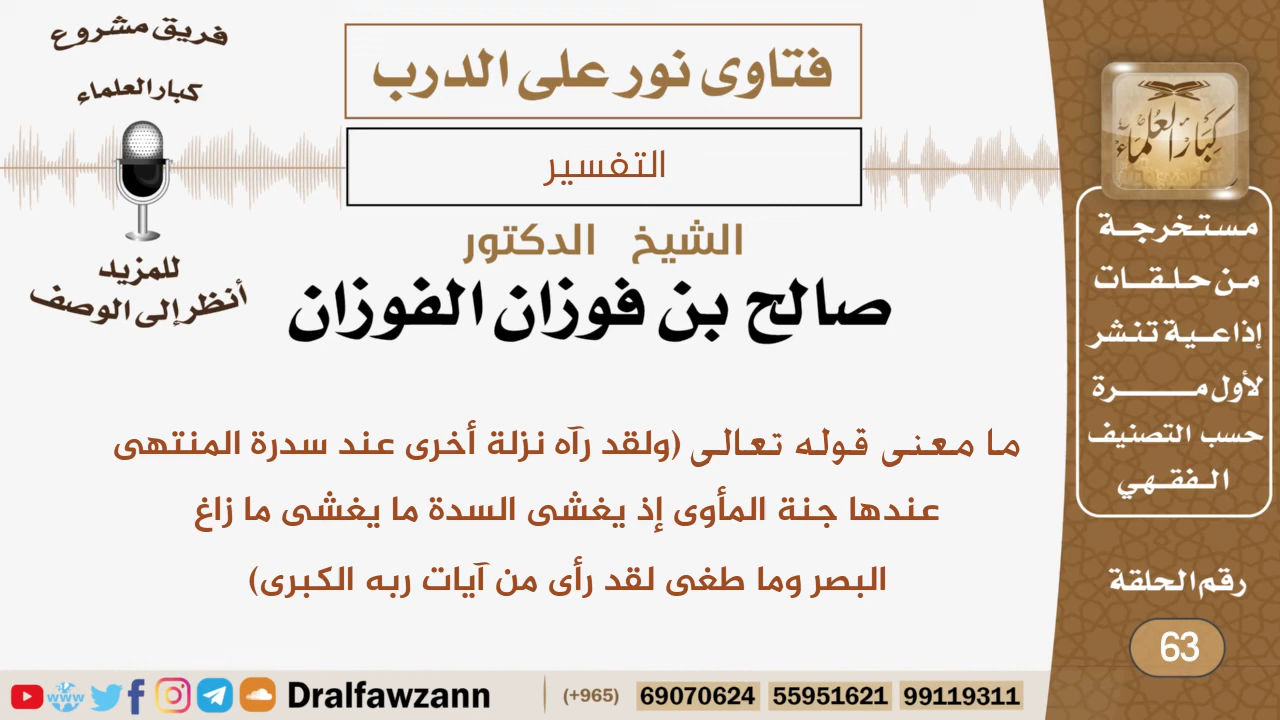 فريق مشروع
كبار العلماء
للمزيد
أنظر إلى الوصف
فتاوى نور على الدرب
التفسير
الشيخ الدكتور
صالح بن فوزان الفوزان
ما معنى قوله تعالى (ولقد رآه نزلة أخرى عند سدرة المنتهى
عندها جنة المأوى إذ يغشى السدة ما يغشى ما زاغ
البصر وما طغى لقد رأى من آيات ربه الكبرى)
كبار العلماء
مستخرجة
من حلقات
إذاعية تنشر
لأول مرة
حسب التصنيف
الفقهي
رقم الحلقة
63
www Dralfawzann (+965) 69070624 55951621 99119311